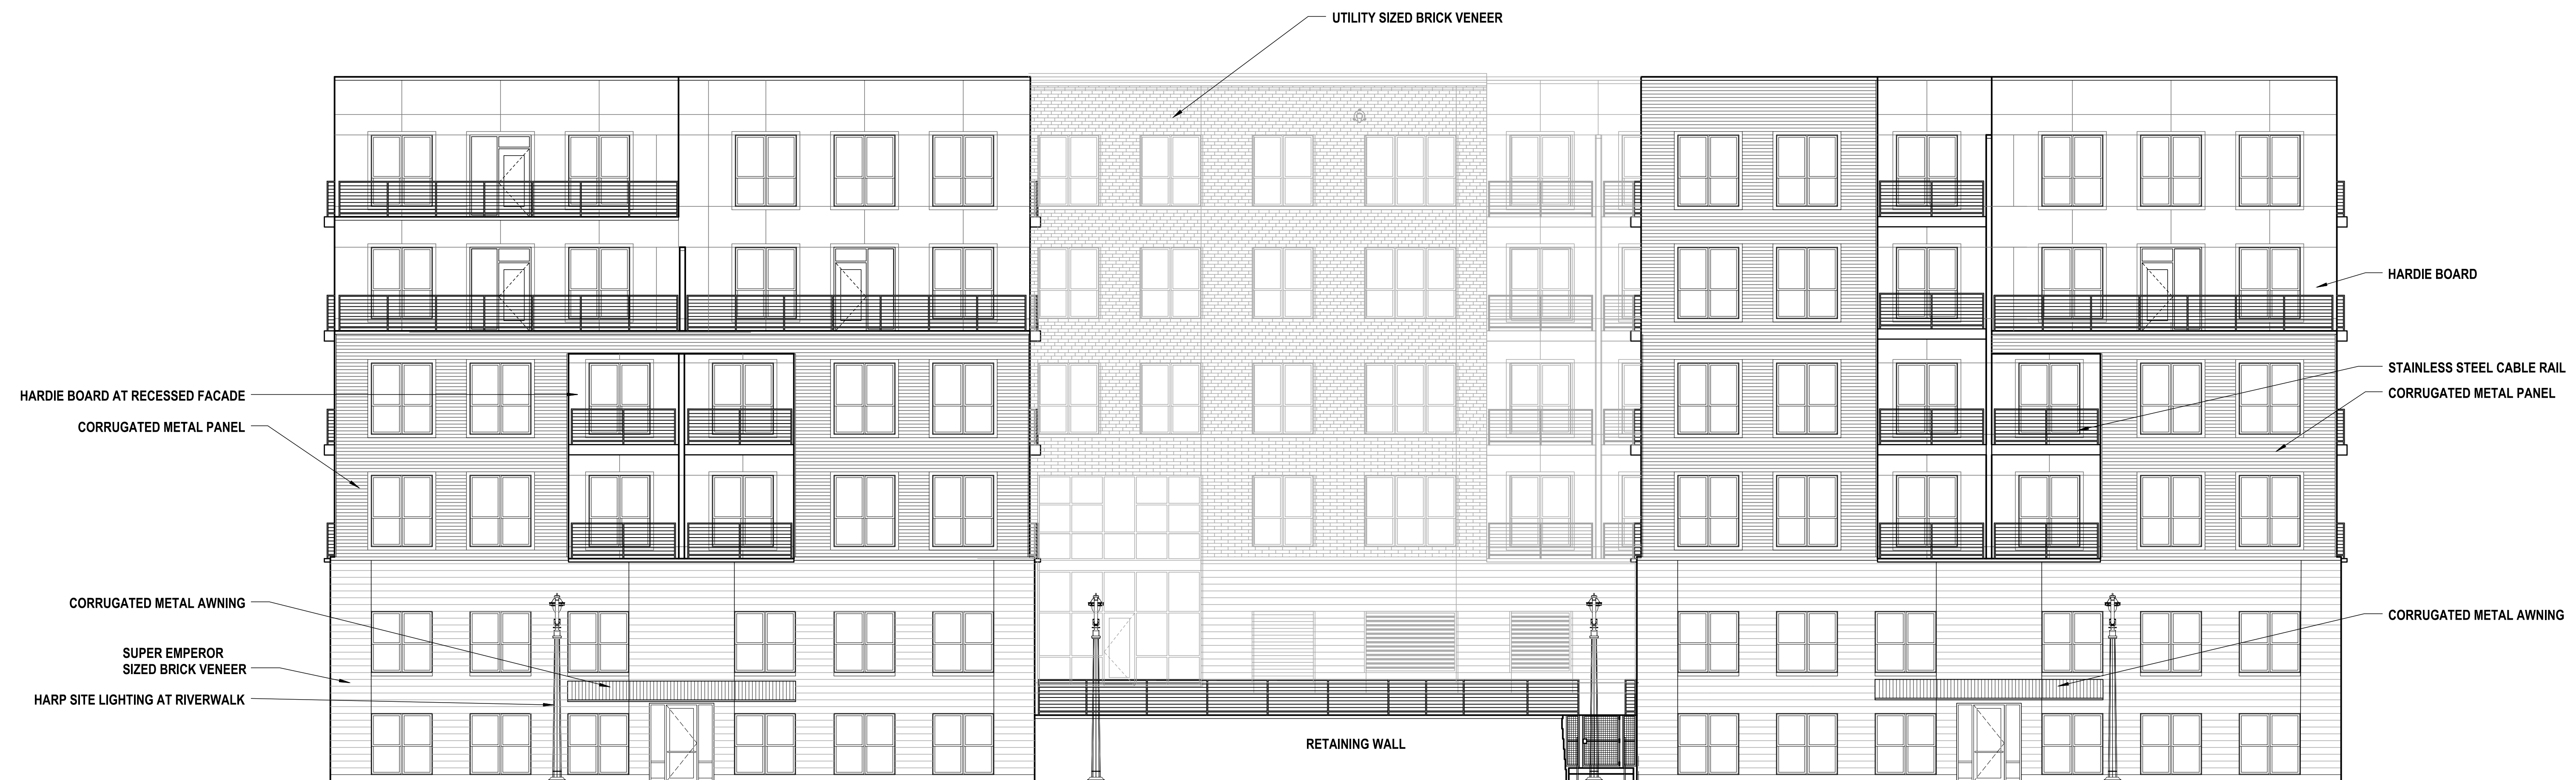 UTILITY SIZED BRICK VENEER
HARDIE BOARD
STAINLESS STEEL CABLE RAIL
HARDIE BOARD AT RECESSED FACADE
CORRUGATED METAL PANEL
CORRUGATED METAL PANEL
CORRUGATED METAL AWNING
CORRUGATED METAL AWNING
SUPER EMPEROR
SIZED BRICK VENEER
HARP SITE LIGHTING AT RIVERWALK
RETAINING WALL